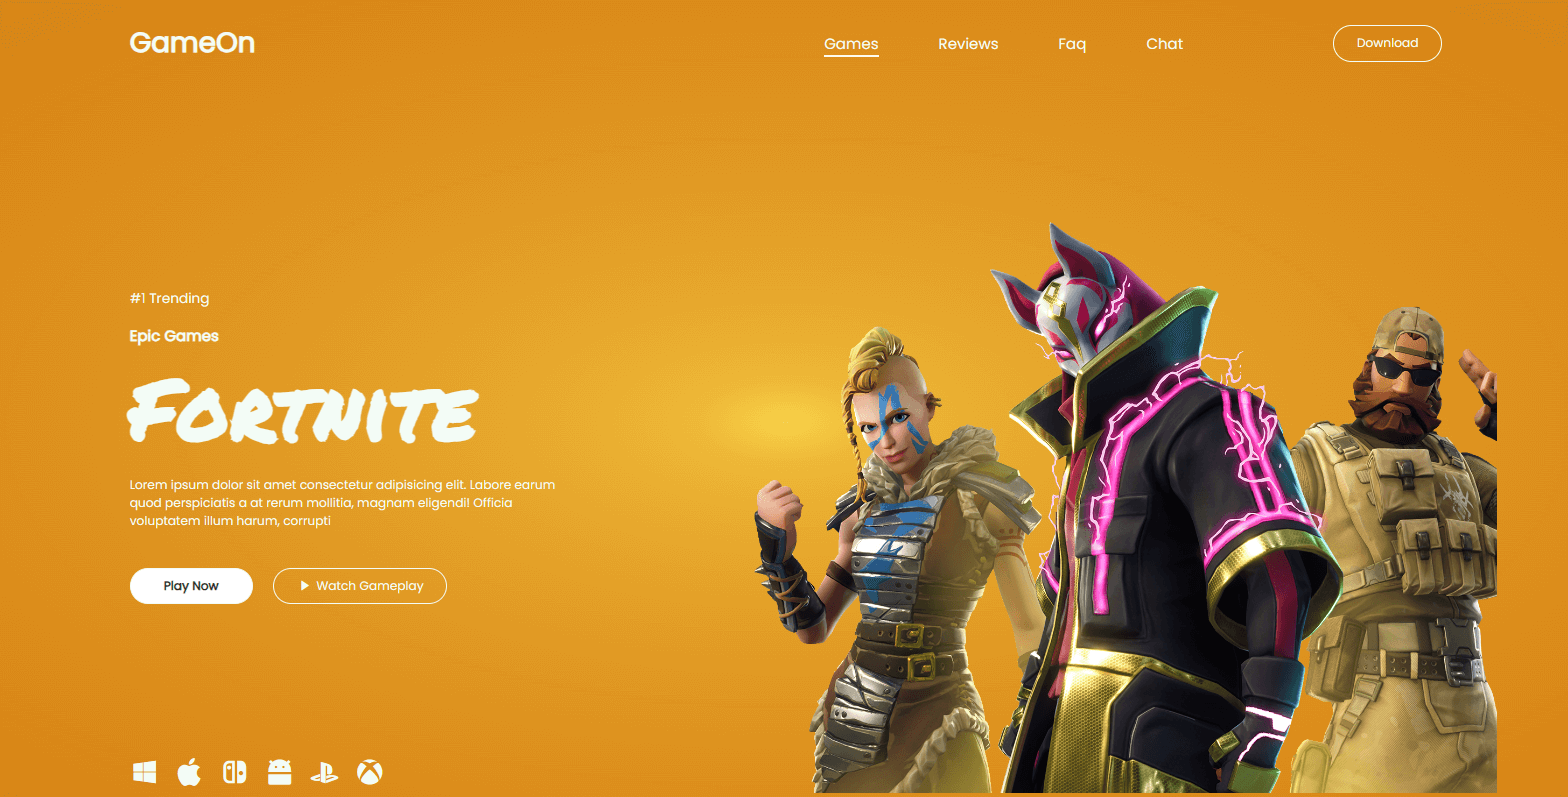 GameOn
Games
Reviews
Faq
Chat
Download
#1 Trending
Epic Games
Fortnite
Lorem ipsum dolor sit amet consectetur adipisicing elit. Labore earum
quod perspiciatis a at rerum mollitia, magnam eligendi! Officia
voluptatem illum harum, corrupti
Play Now
Watch Gameplay